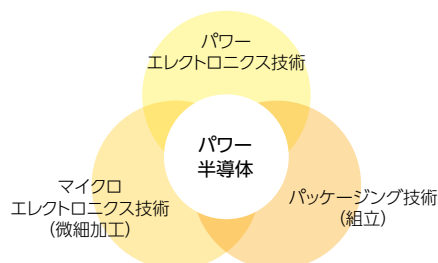 パワー
エレクトロニクス技術
パワー
半導体
マイクロ
エレクトロニクス技術
（微細加工）
パッケージング技術
（組立）